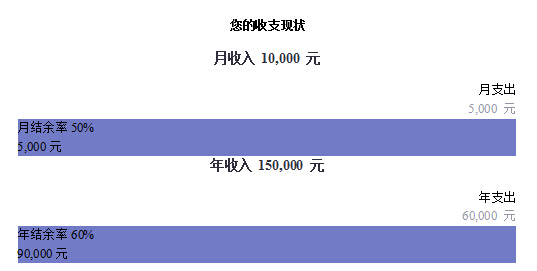 您的收支现状
月收入 10,000 元
月支出
5,000 元
月结余率 50%
5,000 元
年收入 150,000 元
年支出
60,000 元
年结余率 60%
90,000 元